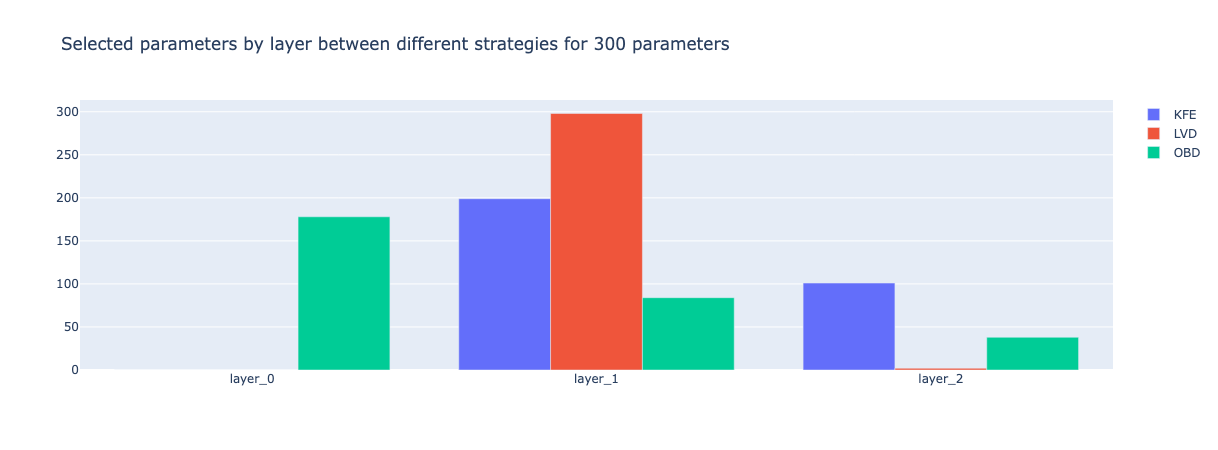 Selected parameters by layer between different strategies for 300 parameters
300
250
200
150
100
50
0
layer_0
layer_1
layer_2
KFE
LVD
OBD